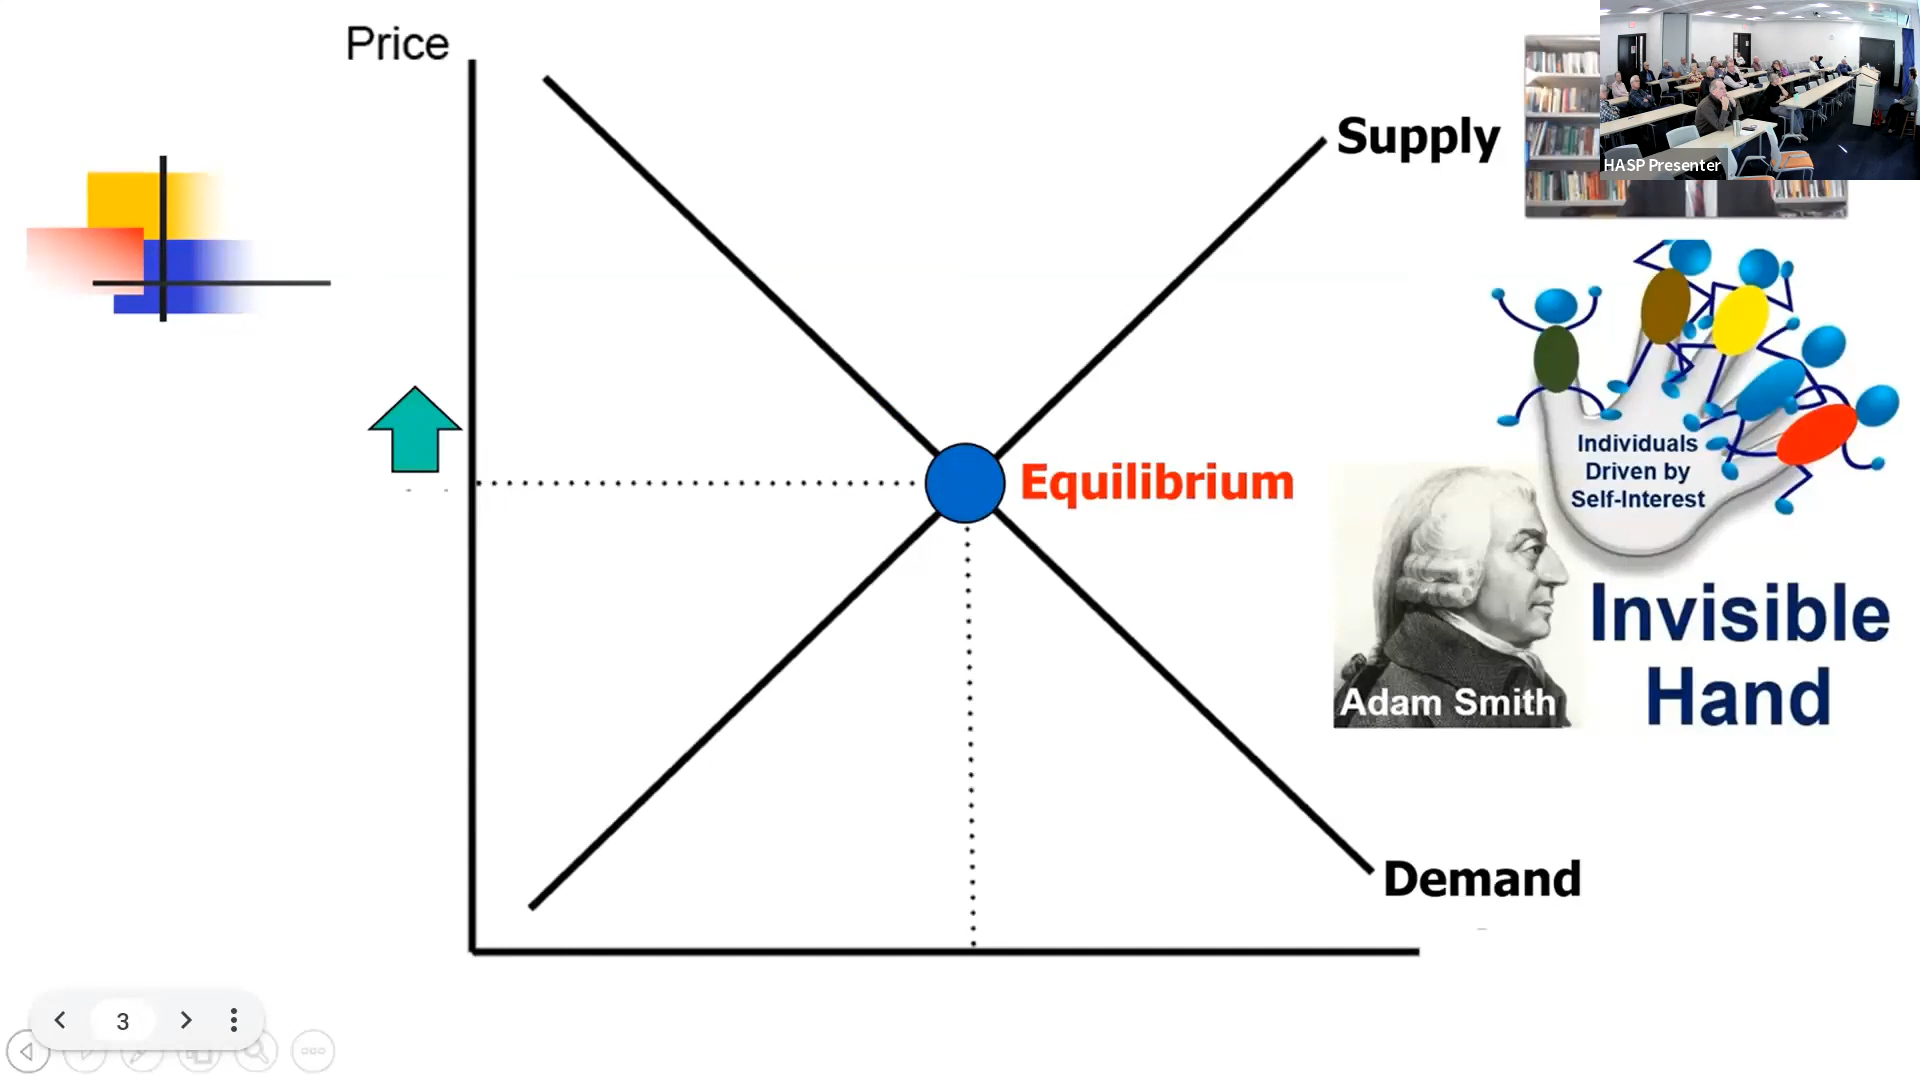 Price
Supply
HASP Presenter
Individuals
Driven by
Self-Interest
Equilibrium
Invisible
Hand
Adam Smith
Demand
3